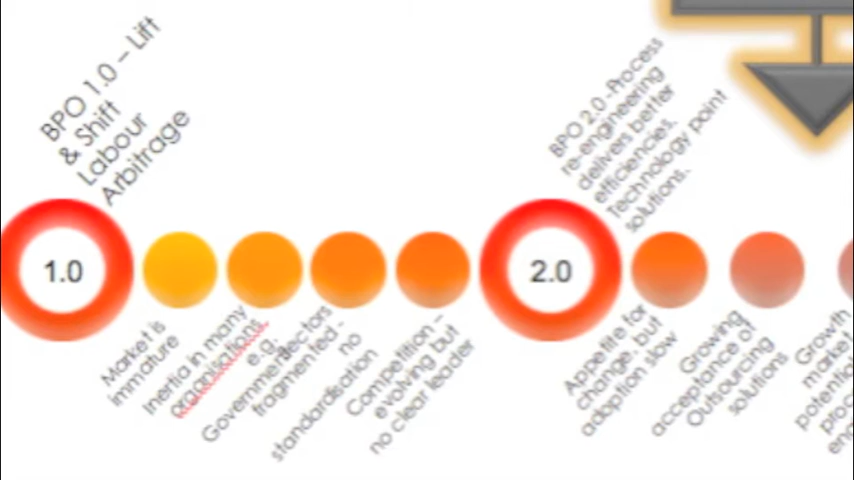 BPO 1.0 – Lift
& Shift
Labour
Arbitrage
1.0
Market is
immature
Inertia in many
organisations,
e.g.
Government
sectors
fragmented -
no
standardisation
Competition –
evolving but
no clear leader
BPO 2.0 - Process
re-engineering
delivers better
efficiencies.
Technology point
solutions.
2.0
Appetite for
change, but
adoption slow
Growing
acceptance of
Outsourcing
solutions
Growth
market
potential